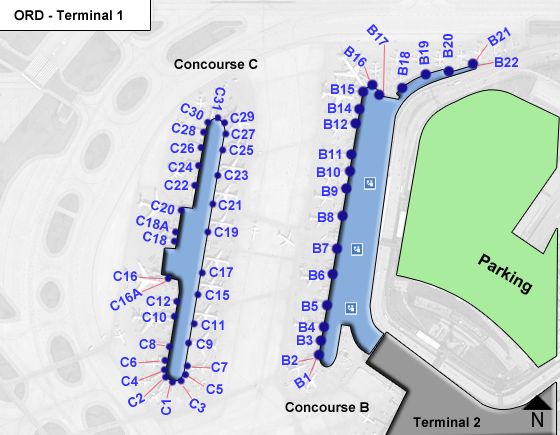 ORD - Terminal 1
Concourse C
C31
C30
C29
C28
C27
C26
C25
C24
C23
C22
C21
C20
C18A
C19
C18
C16
C17
C16A
C15
C12
C10
C11
C8
C9
C6
C7
C4
C5
C2
C1
C3
B17
B16
B18
B19
B20
B21
B22
B15
B14
B12
B11
B10
B9
B8
B7
B6
B5
B4
B3
B2
B1
Concourse B
Parking
Terminal 2
N